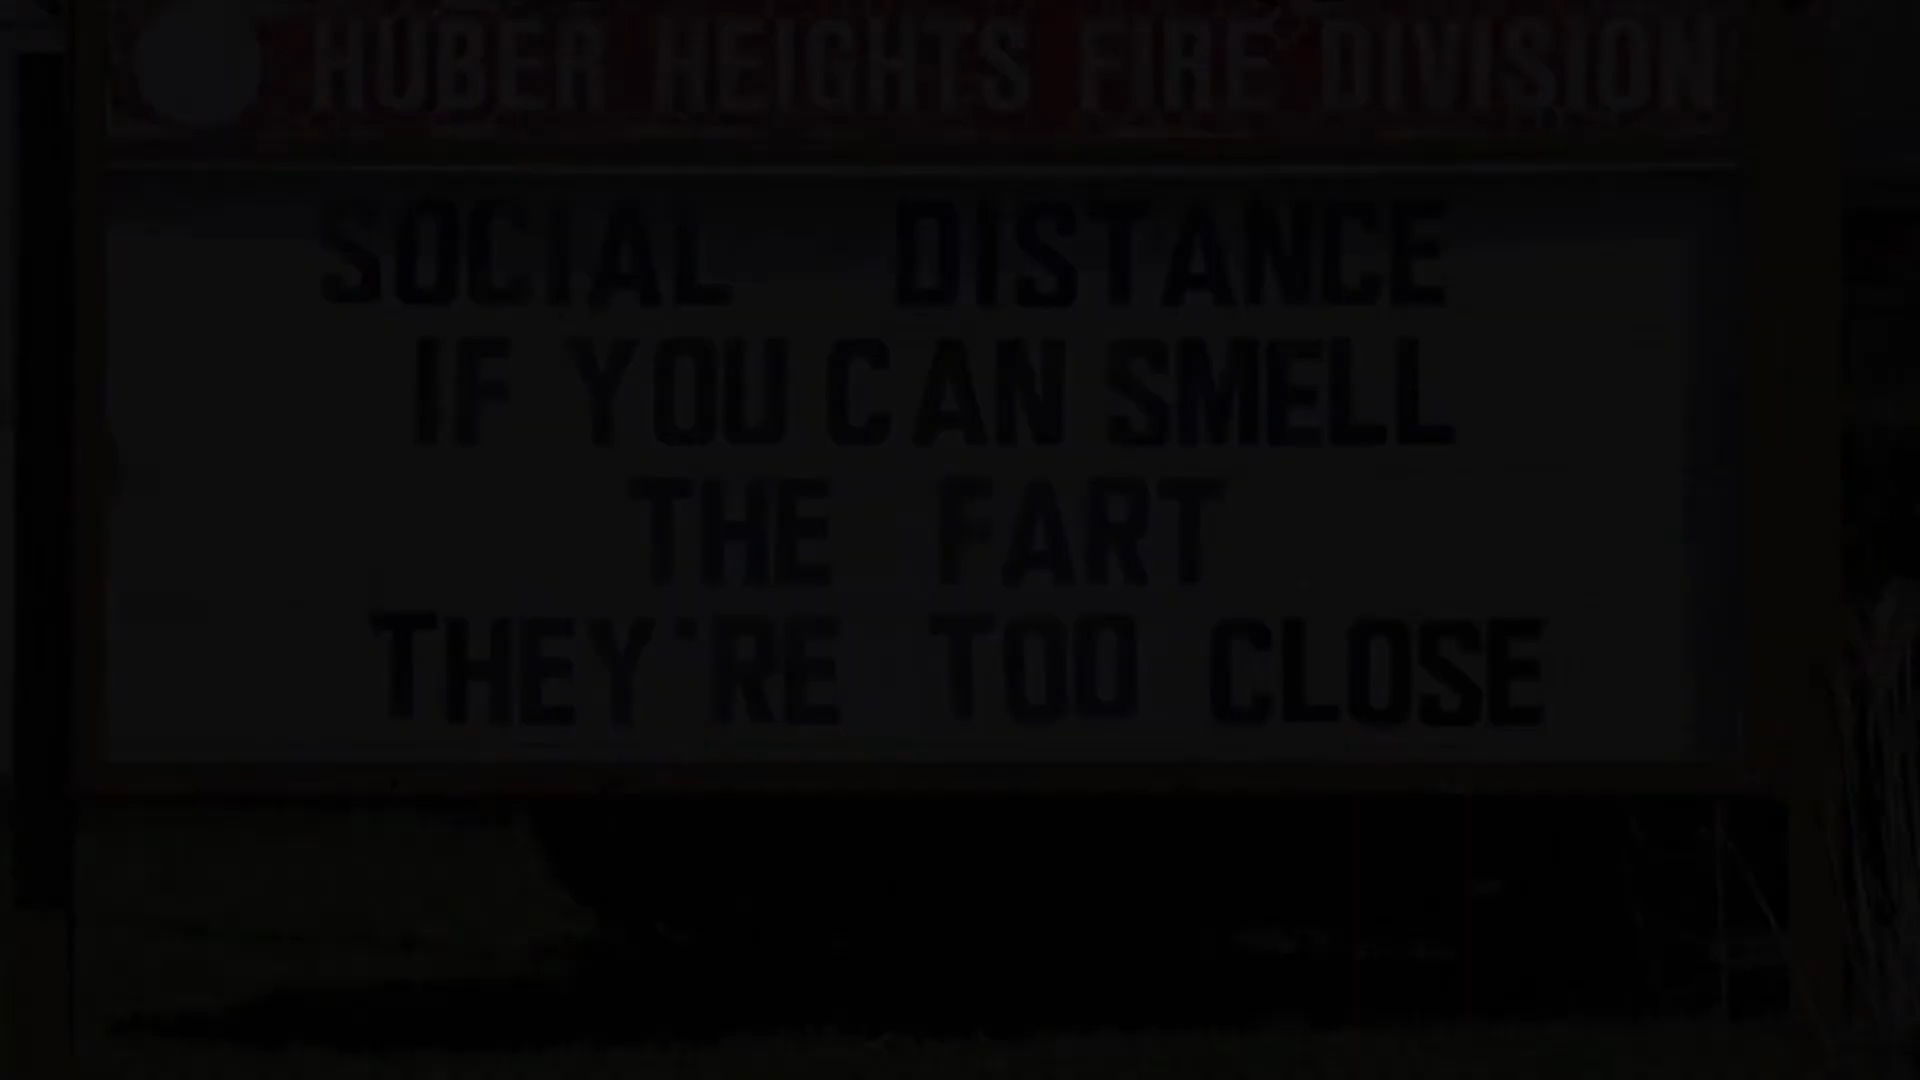 HUBER HEIGHTS FIRE DIVISION
SOCIAL DISTANCE
IF YOU CAN SMELL
THE FART
THEY'RE TOO CLOSE